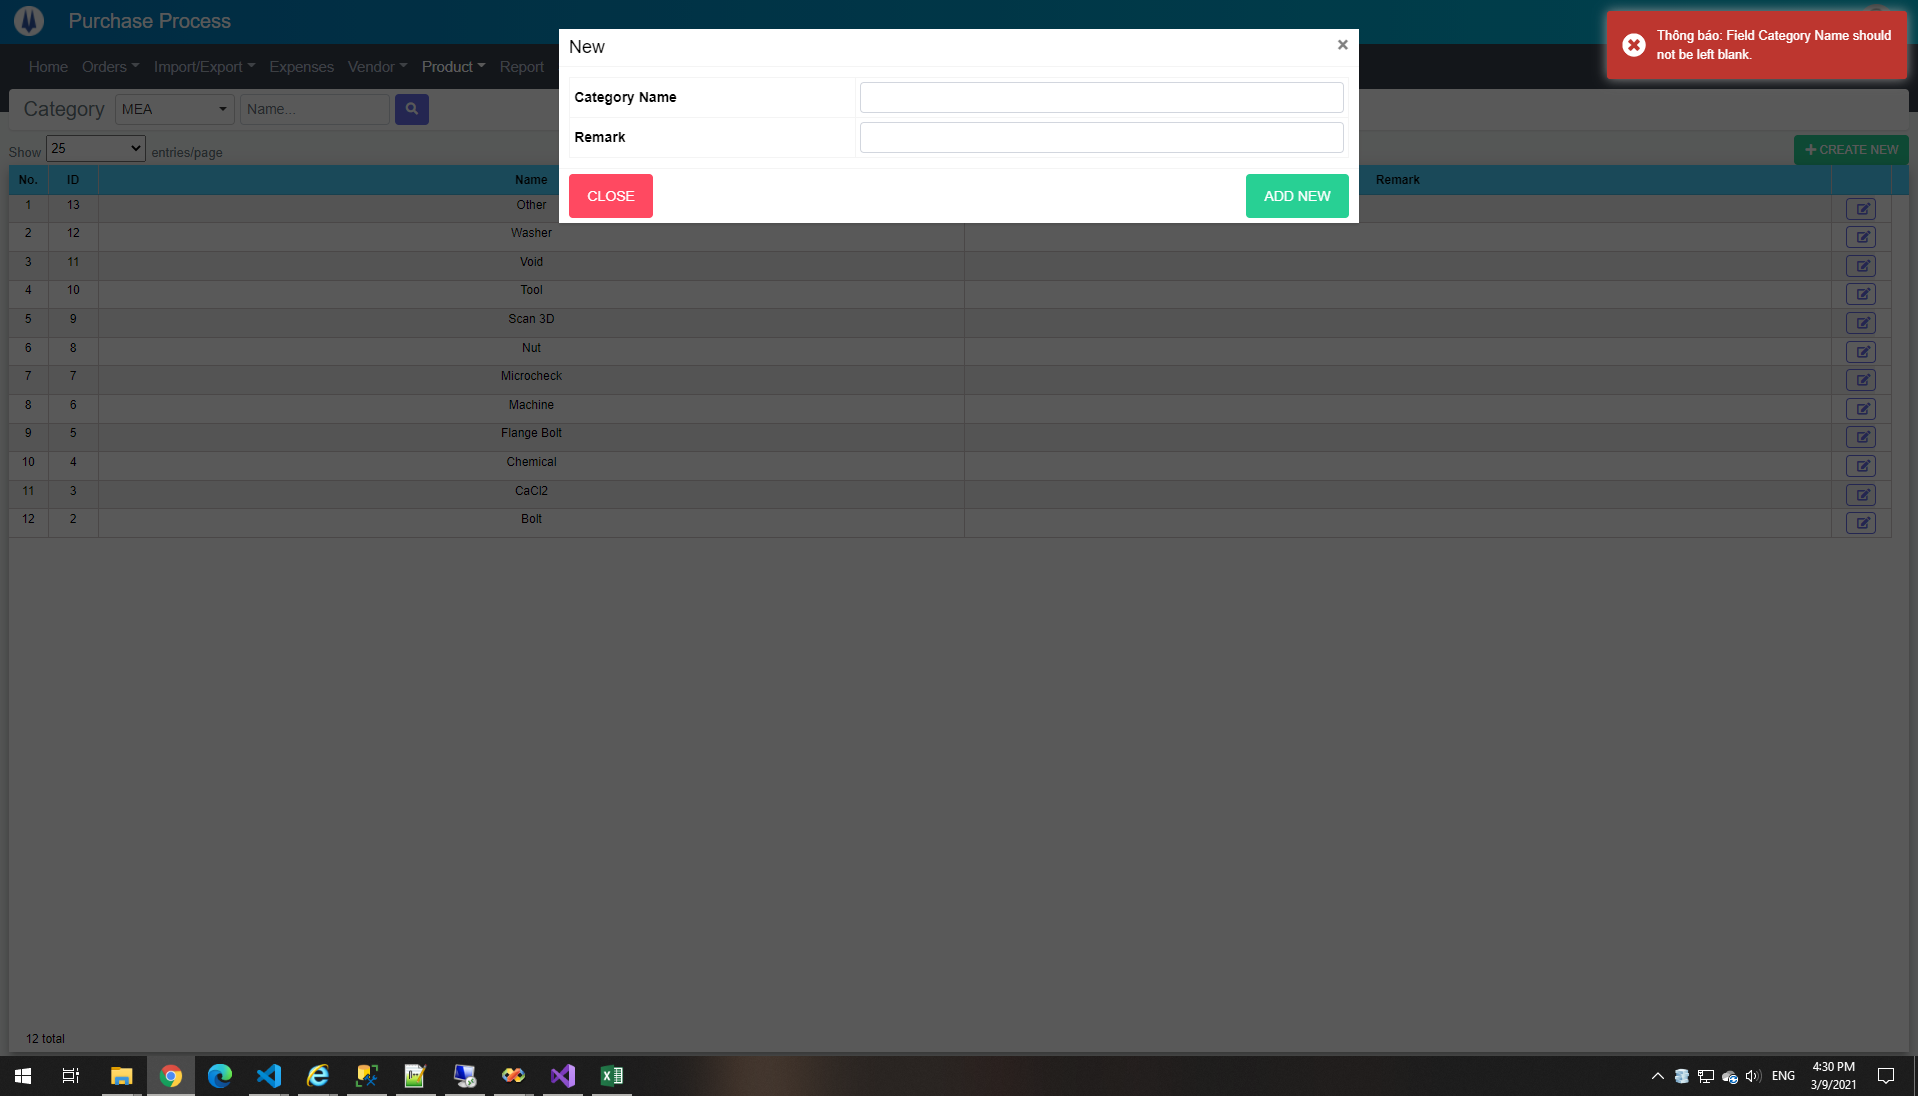 Purchase Process
Thông báo: Field Category Name should
not be left blank.
New
×
Home Orders Import/Export Expenses Vendor Product Report
Category MEA Name...
Category Name
Remark
Show 25 entries/page
CREATE NEW
CLOSE ADD NEW
No. ID Name Remark
1 13 Other
2 12 Washer
3 11 Void
4 10 Tool
5 9 Scan 3D
6 8 Nut
7 7 Microcheck
8 6 Machine
9 5 Flange Bolt
10 4 Chemical
11 3 CaCl2
12 2 Bolt
12 total
ENG
4:30 PM
3/9/2021